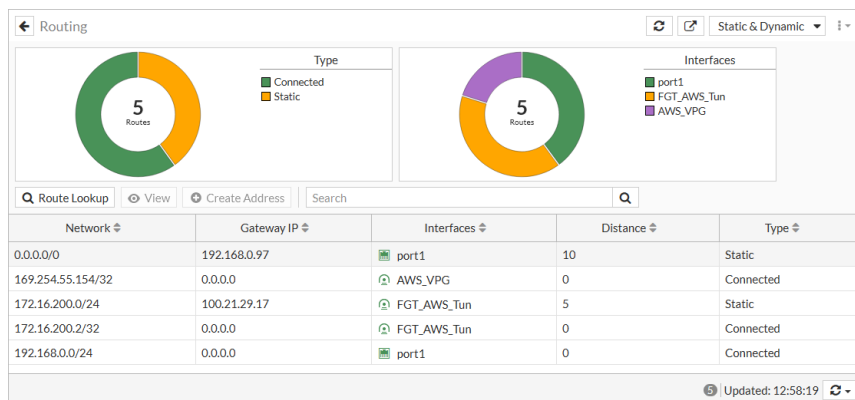 Routing
Static & Dynamic
Type
Connected
Static
5
Routes
Interfaces
port1
FGT_AWS_Tun
AWS_VPG
5
Routes
Route Lookup View Create Address Search
Network Gateway IP Interfaces Distance Type
0.0.0.0/0 192.168.0.97 port1 10 Static
169.254.55.154/32 0.0.0.0 AWS_VPG 0 Connected
172.16.200.0/24 100.21.29.17 FGT_AWS_Tun 5 Static
172.16.200.2/32 0.0.0.0 FGT_AWS_Tun 0 Connected
192.168.0.0/24 0.0.0.0 port1 0 Connected
5 Updated: 12:58:19